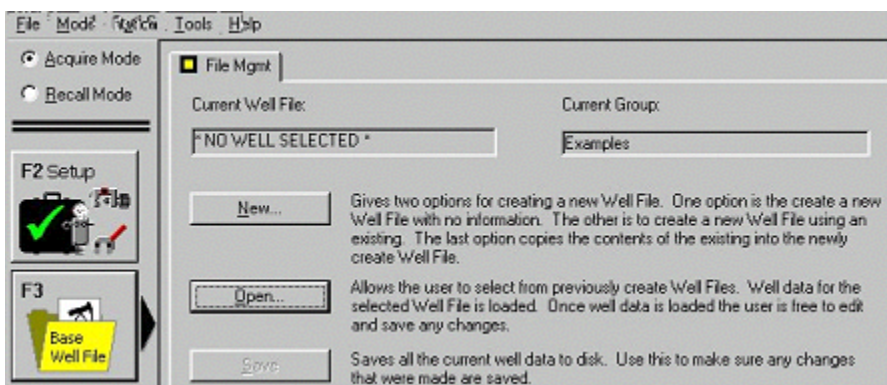 File Mode Tools Help
Acquire Mode
Recall Mode
File Mgmt
Current Well File:
Current Group:
* NO WELL SELECTED *
Examples
F2 Setup
New...
Gives two options for creating a new Well File. One option is the create a new
Well File with no information. The other is to create a new Well File using an
existing. The last option copies the contents of the existing into the newly
create Well File.
F3
Base
Well File
Open...
Allows the user to select from previously create Well Files. Well data for the
selected Well File is loaded. Once well data is loaded the user is free to edit
and save any changes.
Save
Saves all the current well data to disk. Use this to make sure any changes
that were made are saved.